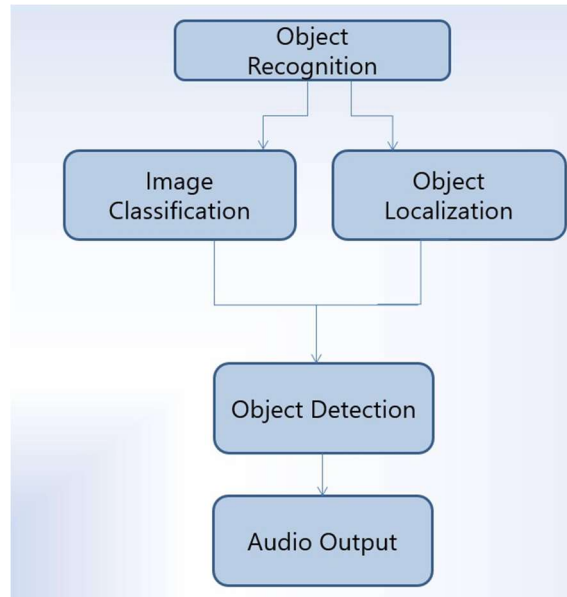 Object
Recognition
Image
Classification
Object
Localization
Object Detection
Audio Output